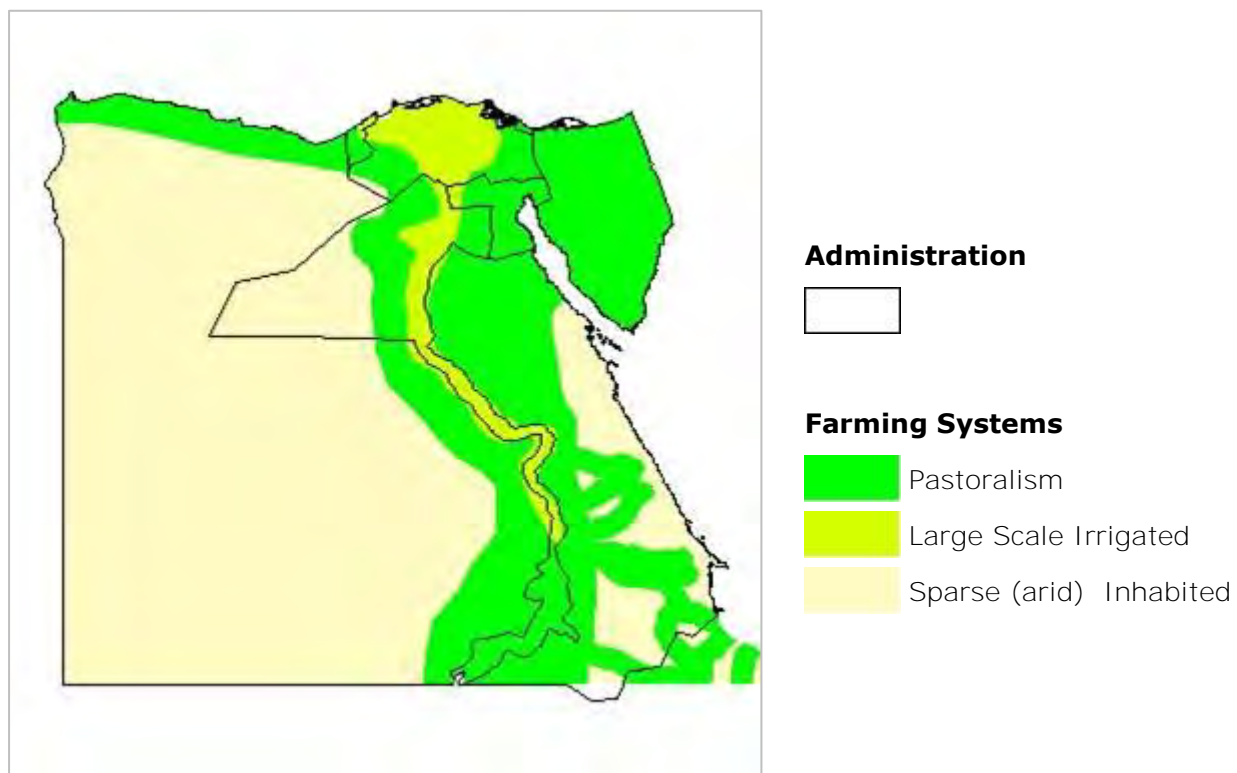 Administration
Farming Systems
Pastoralism
Large Scale Irrigated
Sparse (arid) Inhabited